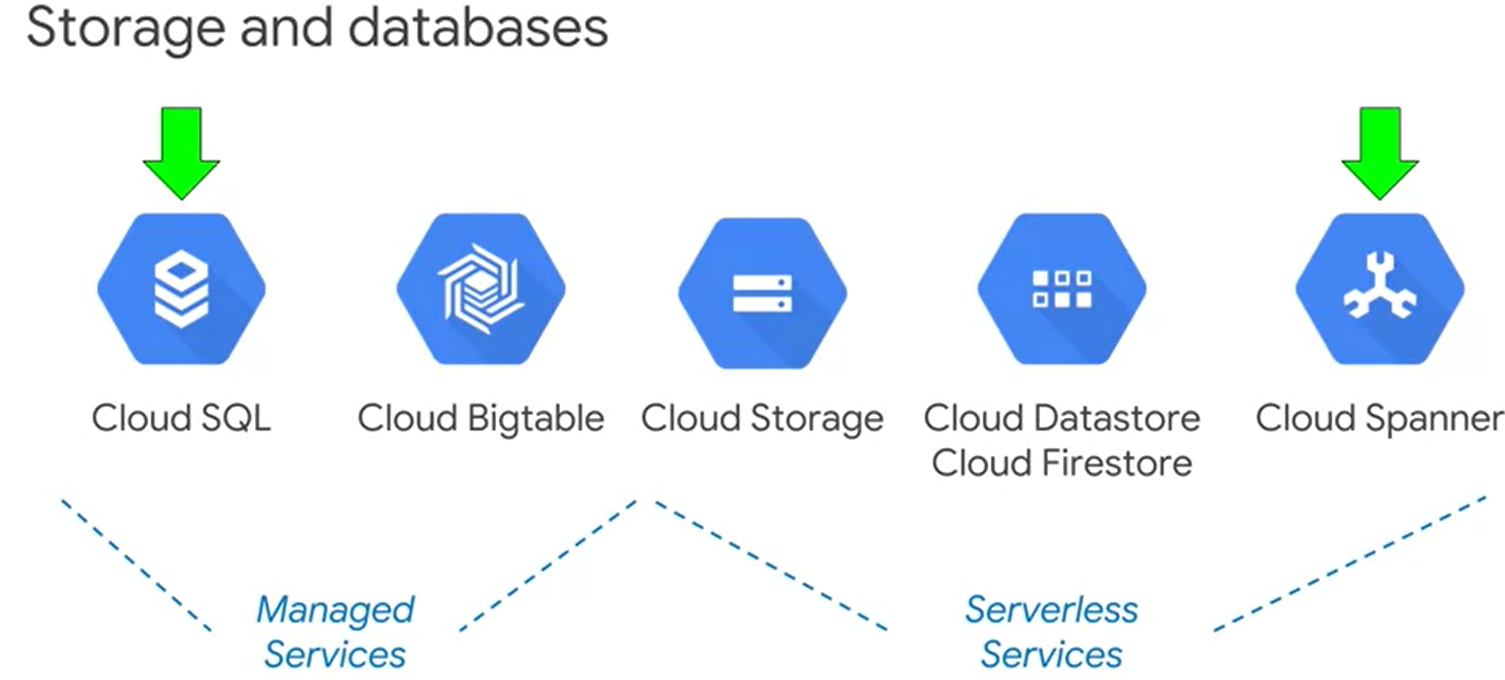 Storage and databases
Cloud SQL
Cloud Bigtable
Cloud Storage
Cloud Datastore
Cloud Firestore
Cloud Spanner
Managed
Services
Serverless
Services